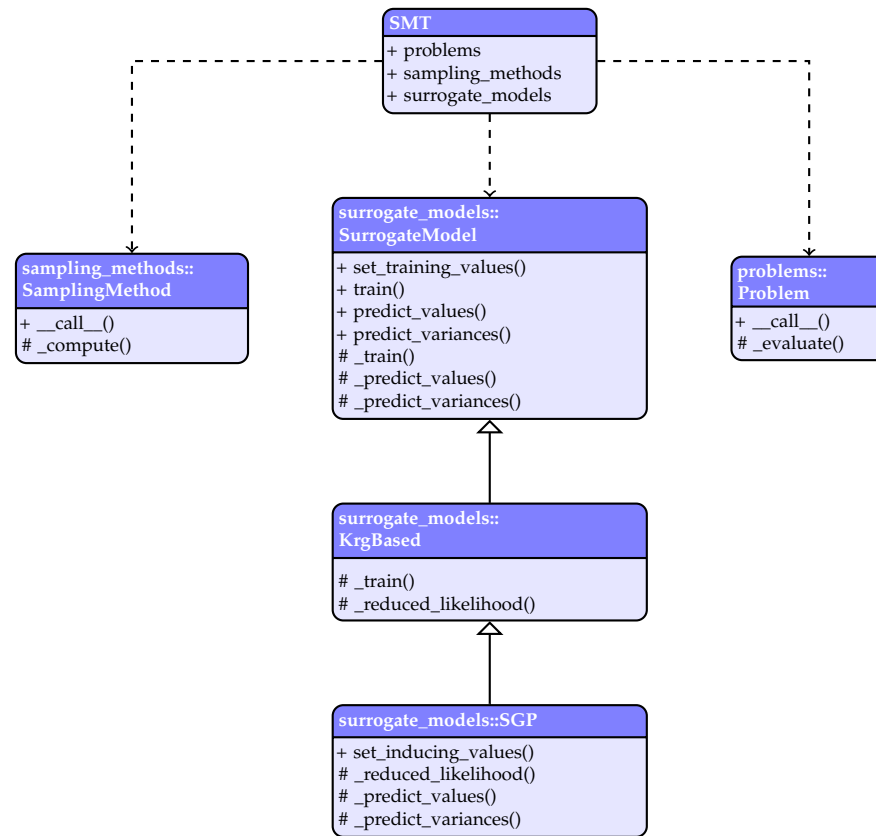 SMT
+ problems
+ sampling_methods
+ surrogate_models
surrogate_models::
SurrogateModel
+ set_training_values()
+ train()
+ predict_values()
+ predict_variances()
# _train()
# _predict_values()
# _predict_variances()
sampling_methods::
SamplingMethod
+ __call__()
# _compute()
problems::
Problem
+ __call__()
# _evaluate()
surrogate_models::
KrgBased
# _train()
# _reduced_likelihood()
surrogate_models::SGP
+ set_inducing_values()
# _reduced_likelihood()
# _predict_values()
# _predict_variances()